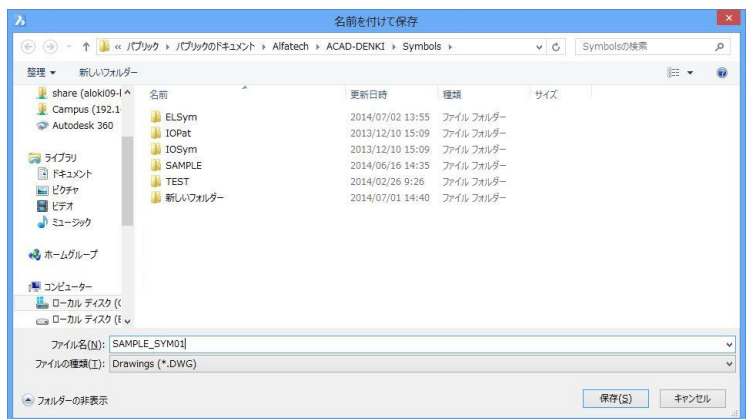 名前を付けて保存
« パブリック ▸ パブリックのドキュメント ▸ Alfatech ▸ ACAD-DENKI ▸ Symbols ▸
Symbolsの検索
整理 ▼ 新しいフォルダー
share (aloki09-l
Campus (192.1
Autodesk 360
ライブラリ
ドキュメント
ピクチャ
ビデオ
ミュージック
ホームグループ
コンピューター
ローカル ディスク (C
ローカル ディスク (E
名前 更新日時 種類 サイズ
ELSym 2014/07/02 13:55 ファイル フォルダー
IOPat 2013/12/10 15:09 ファイル フォルダー
IOSym 2013/12/10 15:09 ファイル フォルダー
SAMPLE 2014/06/16 14:35 ファイル フォルダー
TEST 2014/02/26 9:26 ファイル フォルダー
新しいフォルダー 2014/07/01 14:40 ファイル フォルダー
ファイル名(N): SAMPLE_SYM01
ファイルの種類(T): Drawings (*.DWG)
フォルダーの非表示 保存(S) キャンセル